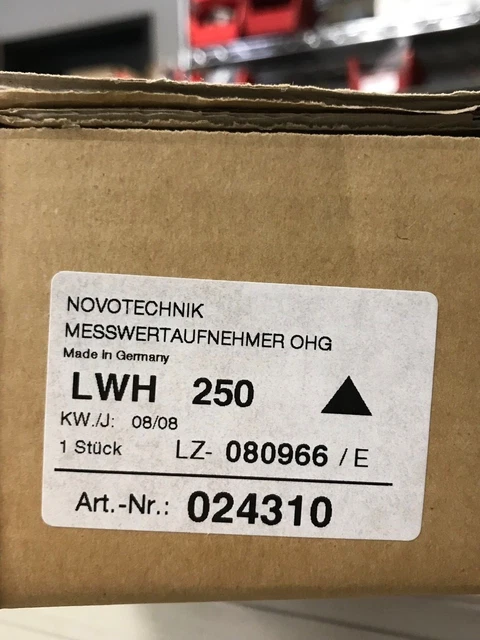 NOVOTECHNIK
MESSWERTAUFNEHMER OHG
Made in Germany
LWH 250
KW./J: 08/08
1 Stück LZ- 080966 / E
Art.-Nr.: 024310